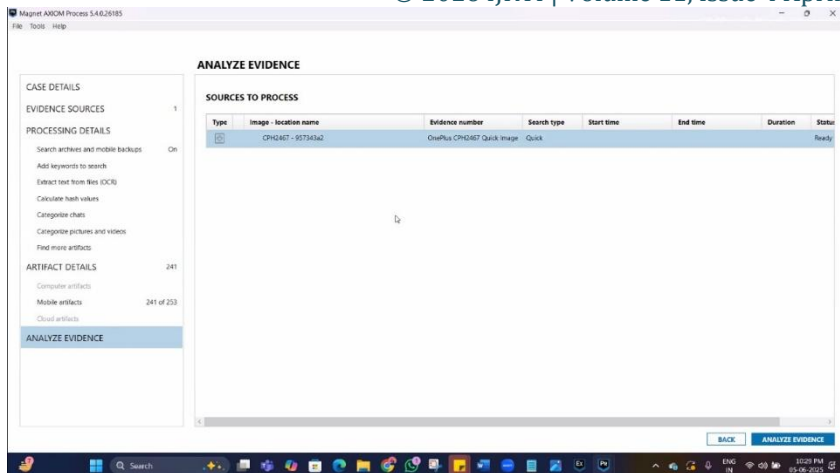 Magnet AXIOM Process 5.4.0.26185
File Tools Help
ANALYZE EVIDENCE
CASE DETAILS
EVIDENCE SOURCES 1
PROCESSING DETAILS
Search archives and mobile backups On
Add keywords to search
Extract text from files (OCR)
Calculate hash values
Categorize chats
Categorize pictures and videos
Find more artifacts
ARTIFACT DETAILS 241
Computer artifacts
Mobile artifacts 241 of 253
Cloud artifacts
ANALYZE EVIDENCE
SOURCES TO PROCESS
Type Image - location name Evidence number Search type Start time End time Duration Status
CPH2467 - 957343a2 OnePlus CPH2467 Quick Image Quick Ready
BACK ANALYZE EVIDENCE
Search
ENG
IN
10:29 PM
05-06-2025